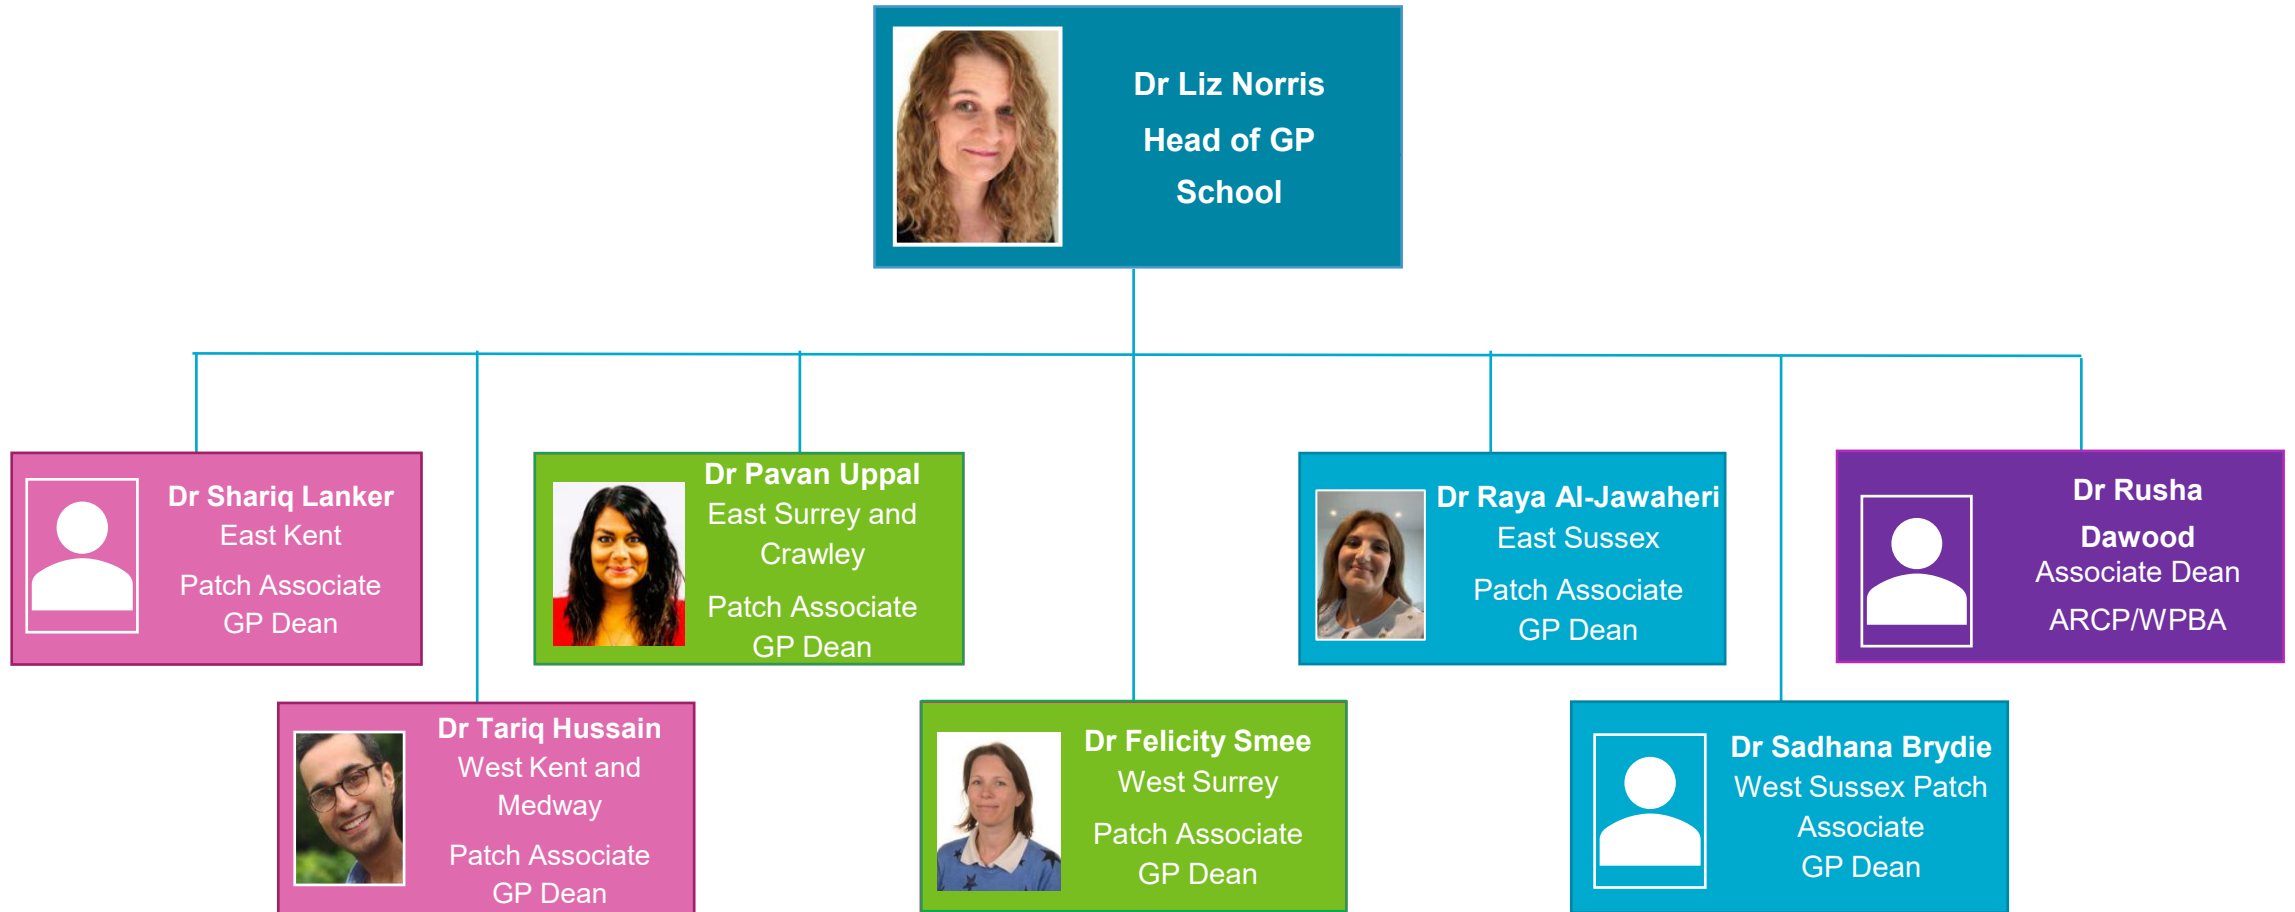 Dr Liz Norris
Head of GP
School
Dr Shariq Lanker
East Kent
Patch Associate
GP Dean
Dr Pavan Uppal
East Surrey and
Crawley
Patch Associate
GP Dean
Dr Raya Al-Jawaheri
East Sussex
Patch Associate
GP Dean
Dr Rusha
Dawood
Associate Dean
ARCP/WPBA
Dr Tariq Hussain
West Kent and
Medway
Patch Associate
GP Dean
Dr Felicity Smee
West Surrey
Patch Associate
GP Dean
Dr Sadhana Brydie
West Sussex Patch
Associate
GP Dean